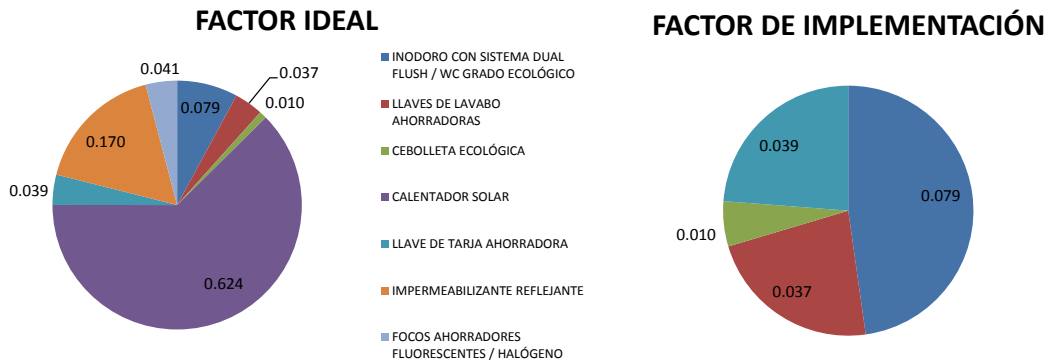 FACTOR IDEAL
0.041
0.079
0.037
0.010
0.170
0.039
0.624
INODORO CON SISTEMA DUAL
FLUSH / WC GRADO ECOLÓGICO
LLAVES DE LAVABO
AHORRADORAS
CEBOLLETA ECOLÓGICA
CALENTADOR SOLAR
LLAVE DE TARJA AHORRADORA
IMPERMEABILIZANTE REFLEJANTE
FOCOS AHORRADORES
FLUORESCENTES / HALÓGENO
FACTOR DE IMPLEMENTACIÓN
0.039
0.079
0.010
0.037